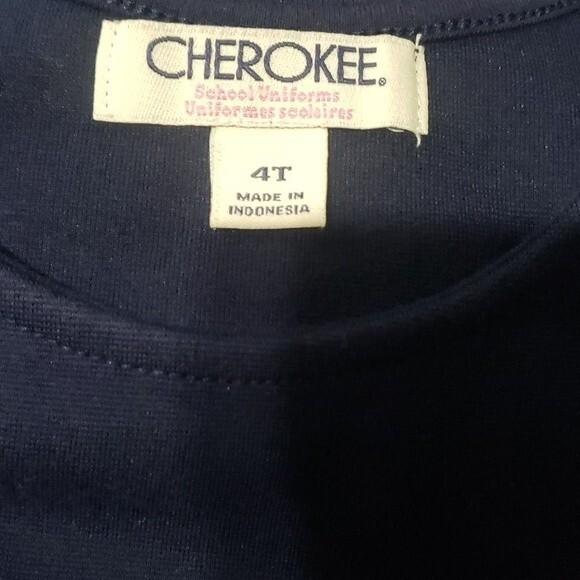 CHEROKEE®
School Uniforms
Uniformes scolaires
4T
MADE IN
INDONESIA